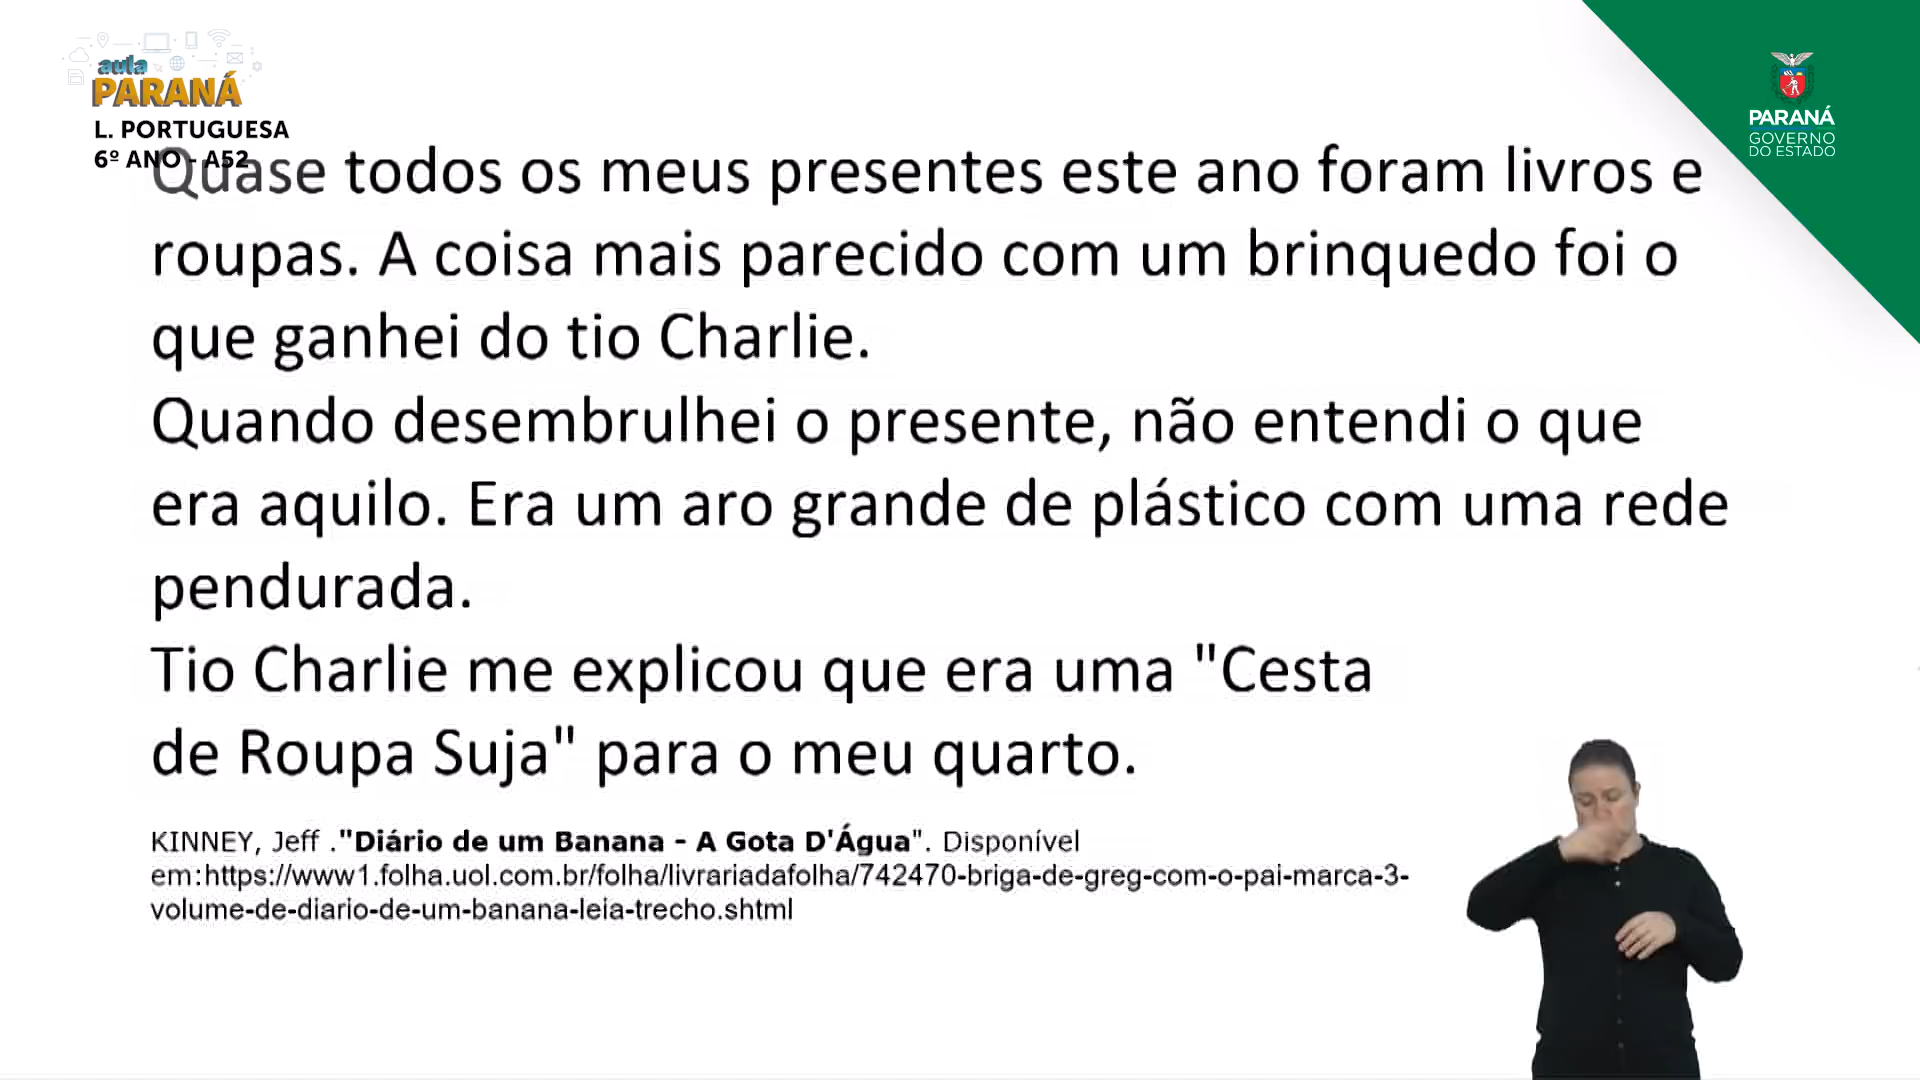 aula
PARANÁ
L. PORTUGUESA
6º ANO - A52
PARANÁ
GOVERNO
DO ESTADO
Quase todos os meus presentes este ano foram livros e
roupas. A coisa mais parecido com um brinquedo foi o
que ganhei do tio Charlie.
Quando desembrulhei o presente, não entendi o que
era aquilo. Era um aro grande de plástico com uma rede
pendurada.
Tio Charlie me explicou que era uma "Cesta
de Roupa Suja" para o meu quarto.
KINNEY, Jeff ."Diário de um Banana - A Gota D'Água". Disponível
em:https://www1.folha.uol.com.br/folha/livrariadafolha/742470-briga-de-greg-com-o-pai-marca-3-
volume-de-diario-de-um-banana-leia-trecho.shtml